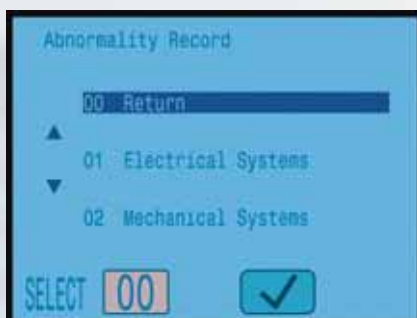 Abnormality Record
00 Return
01 Electrical Systems
02 Mechanical Systems
SELECT 00